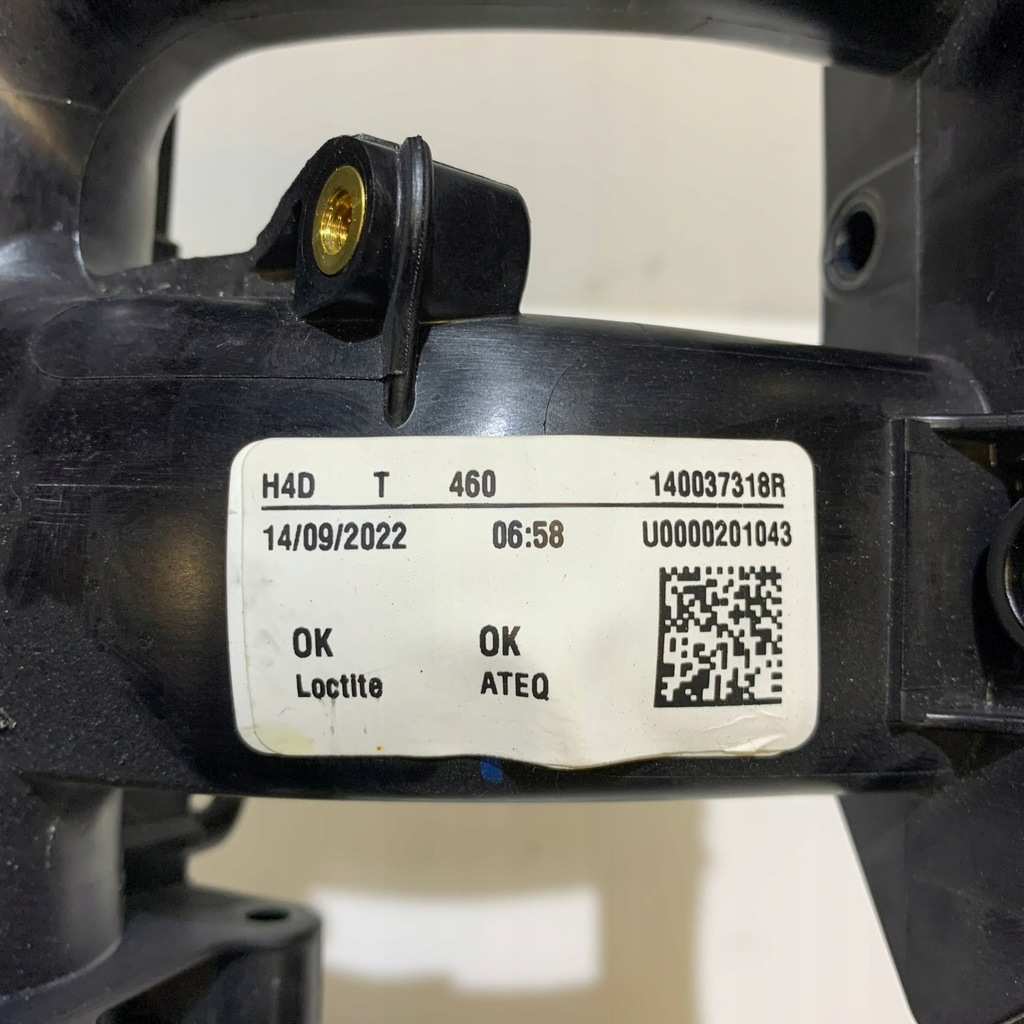 H4D T 460 140037318R
14/09/2022 06:58 U0000201043
OK OK
Loctite ATEQ